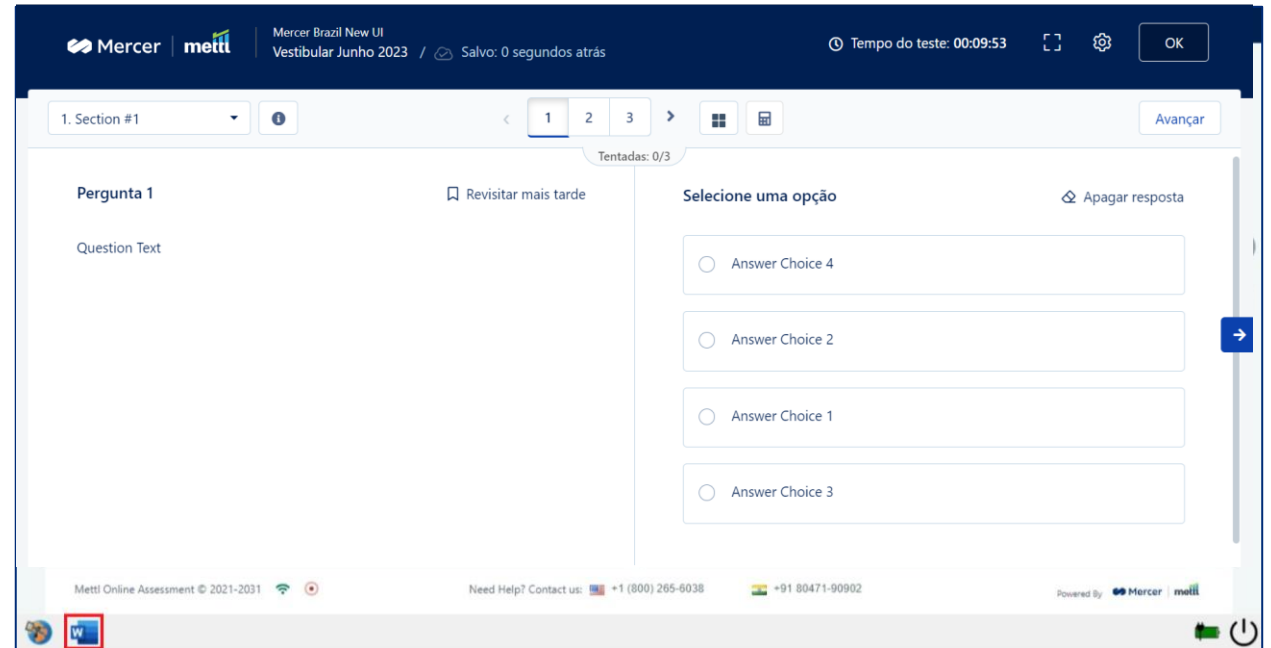 Mercer | mettl
Mercer Brazil New UI
Vestibular Junho 2023 / Salvo: 0 segundos atrás
Tempo do teste: 00:09:53
OK
1. Section #1
1 2 3
Avançar
Tentadas: 0/3
Pergunta 1
Revisitar mais tarde
Question Text
Selecione uma opção
Apagar resposta
Answer Choice 4
Answer Choice 2
Answer Choice 1
Answer Choice 3
Mettl Online Assessment © 2021-2031
Need Help? Contact us: +1 (800) 265-6038 +91 80471-90902
Powered By Mercer | mettl
W